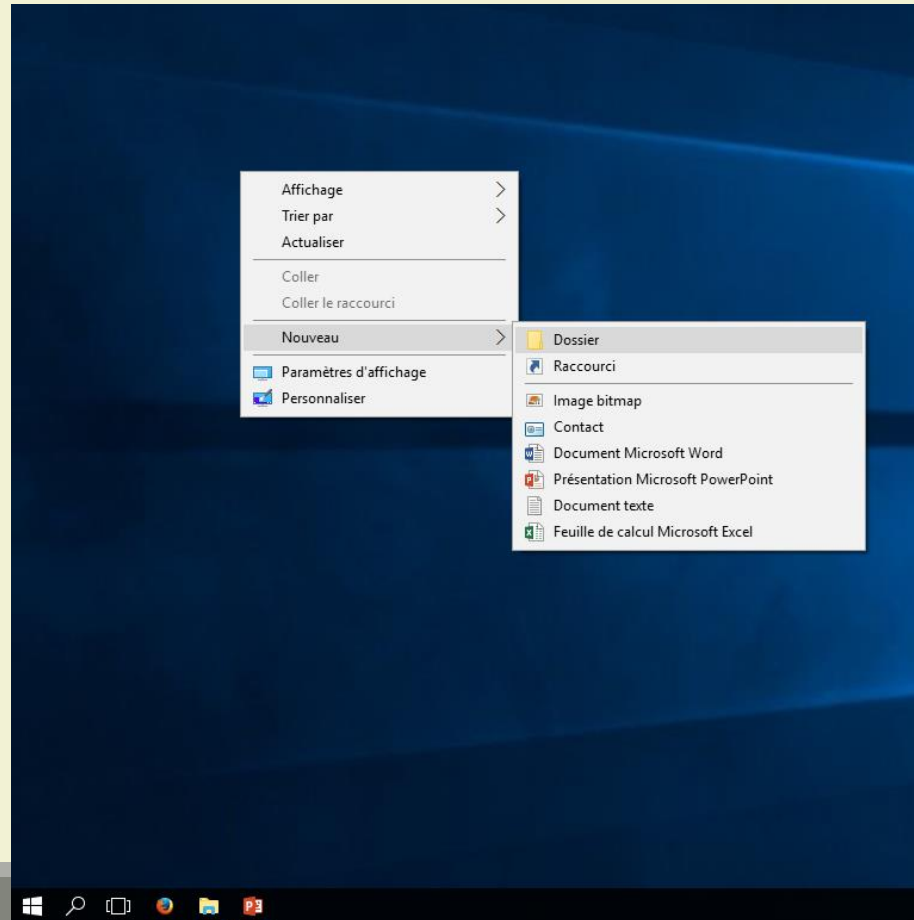 Affichage
Trier par
Actualiser
Coller
Coller le raccourci
Nouveau
Paramètres d'affichage
Personnaliser
Dossier
Raccourci
Image bitmap
Contact
Document Microsoft Word
Présentation Microsoft PowerPoint
Document texte
Feuille de calcul Microsoft Excel